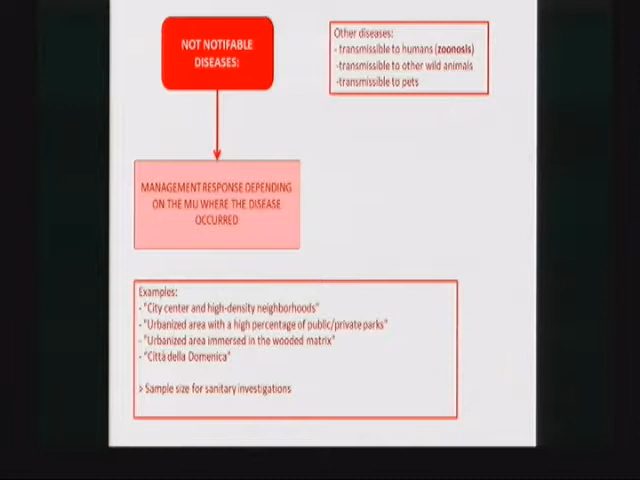 NOT NOTIFABLE
DISEASES:
Other diseases:
- transmissible to humans (zoonosis)
-transmissible to other wild animals
-transmissible to pets
MANAGEMENT RESPONSE DEPENDING
ON THE MU WHERE THE DISEASE
OCCURRED
Examples:
- "City center and high-density neighborhoods"
- "Urbanized area with a high percentage of public/private parks"
- "Urbanized area immersed in the wooded matrix"
- "Città della Domenica"
> Sample size for sanitary investigations